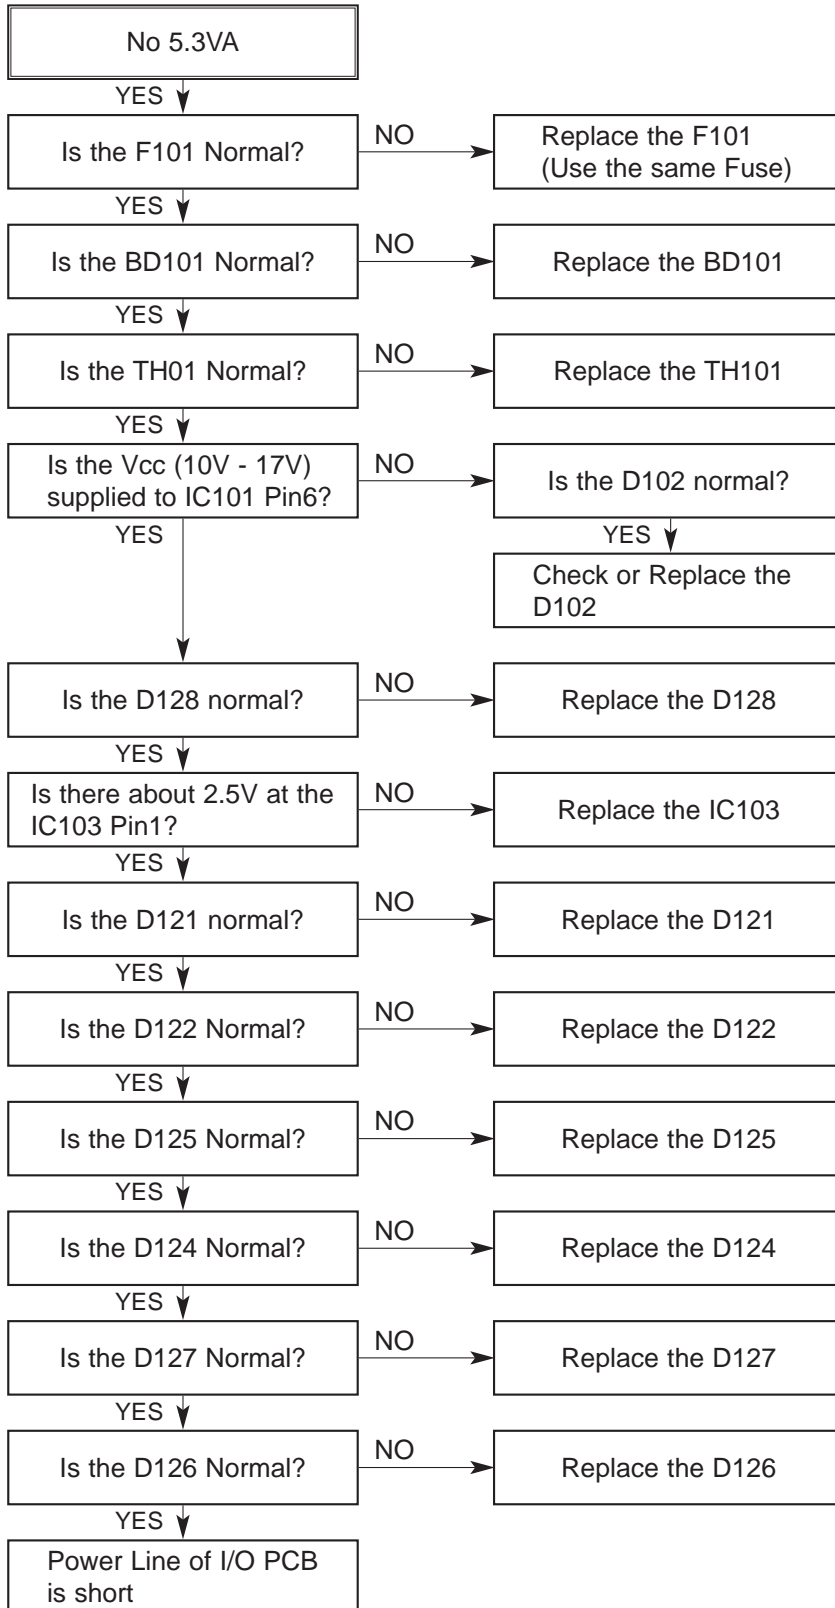 No 5.3VA
YES
Is the F101 Normal?
NO
Replace the F101
(Use the same Fuse)
YES
Is the BD101 Normal?
NO
Replace the BD101
YES
Is the TH01 Normal?
NO
Replace the TH101
YES
Is the Vcc (10V - 17V)
supplied to IC101 Pin6?
NO
Is the D102 normal?
YES
YES
Check or Replace the
D102
Is the D128 normal?
NO
Replace the D128
YES
Is there about 2.5V at the
IC103 Pin1?
NO
Replace the IC103
YES
Is the D121 normal?
NO
Replace the D121
YES
Is the D122 Normal?
NO
Replace the D122
YES
Is the D125 Normal?
NO
Replace the D125
YES
Is the D124 Normal?
NO
Replace the D124
YES
Is the D127 Normal?
NO
Replace the D127
YES
Is the D126 Normal?
NO
Replace the D126
YES
Power Line of I/O PCB
is short